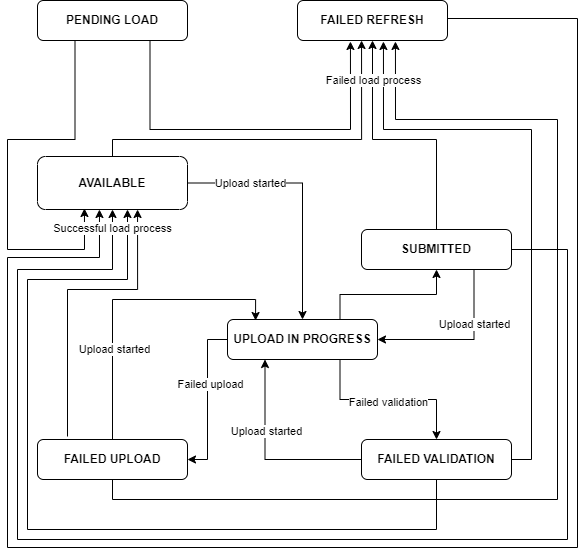 PENDING LOAD
FAILED REFRESH
Failed load process
AVAILABLE
Upload started
Successful load process
SUBMITTED
Upload started
UPLOAD IN PROGRESS
Upload started
Failed upload
Failed validation
Upload started
FAILED UPLOAD
FAILED VALIDATION